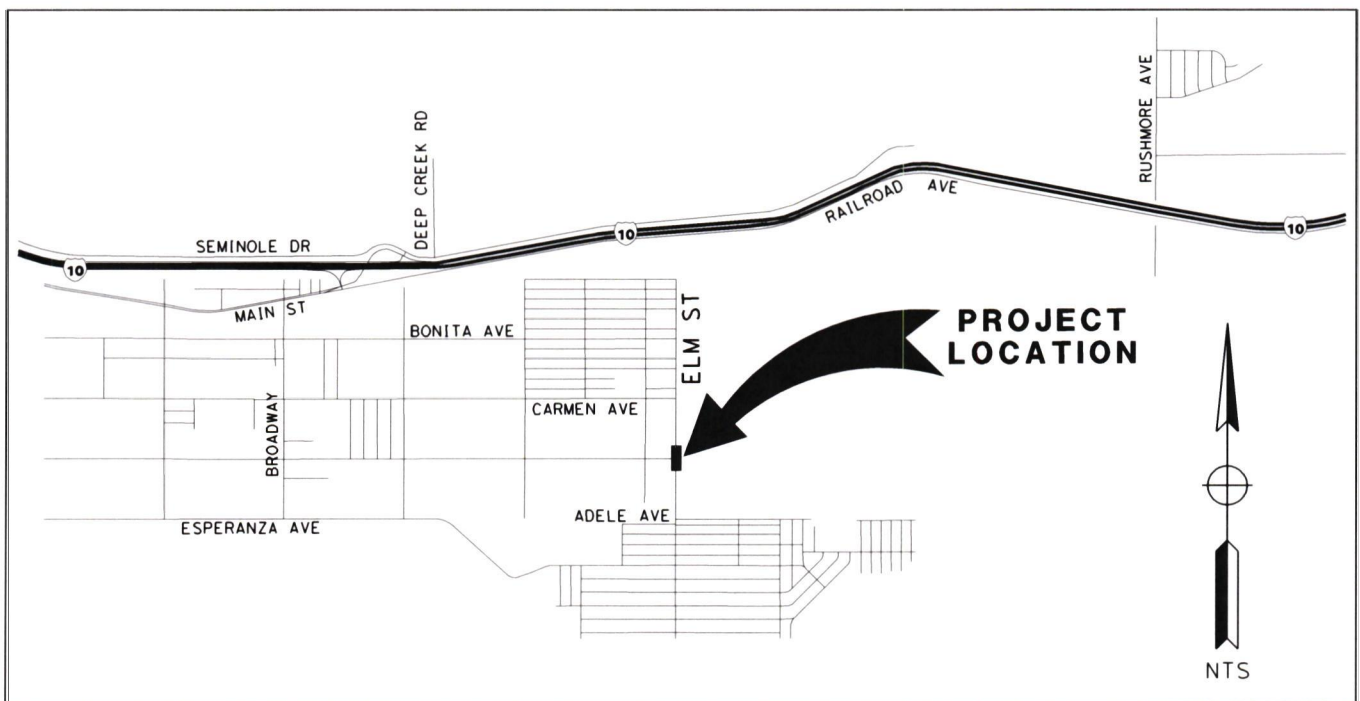 RUSHMORE AVE
DEEP CREEK RD
RAILROAD AVE
SEMINOLE DR
10
10
10
MAIN ST
BONITA AVE
ELM ST
PROJECT
LOCATION
CARMEN AVE
BROADWAY
ADELE AVE
ESPERANZA AVE
NTS